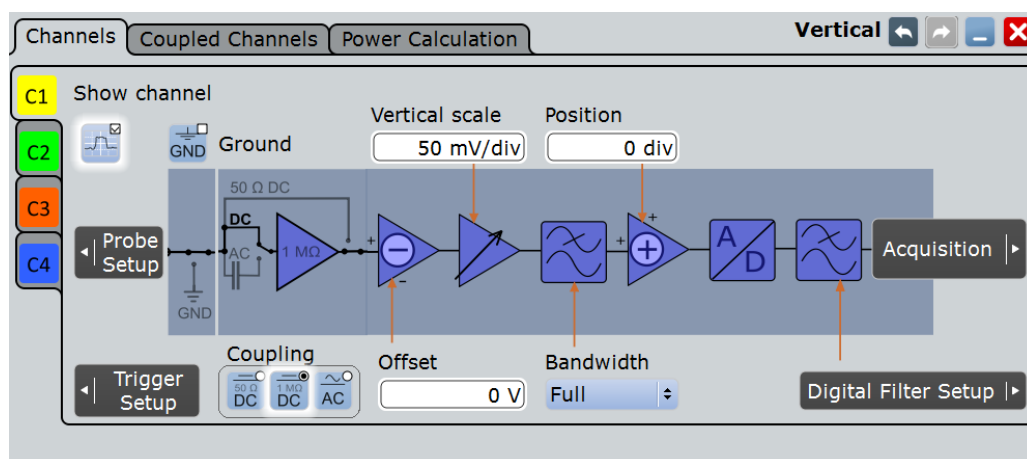 Channels
Coupled Channels
Power Calculation
Vertical
C1
C2
C3
C4
Show channel
GND
Ground
Vertical scale
50 mV/div
Position
0 div
50 Ω DC
DC
AC
1 MΩ
GND
+
-
+
+
A
D
Probe
Setup
Acquisition
Trigger
Setup
Coupling
50 Ω
DC
1 MΩ
DC
AC
Offset
0 V
Bandwidth
Full
Digital Filter Setup